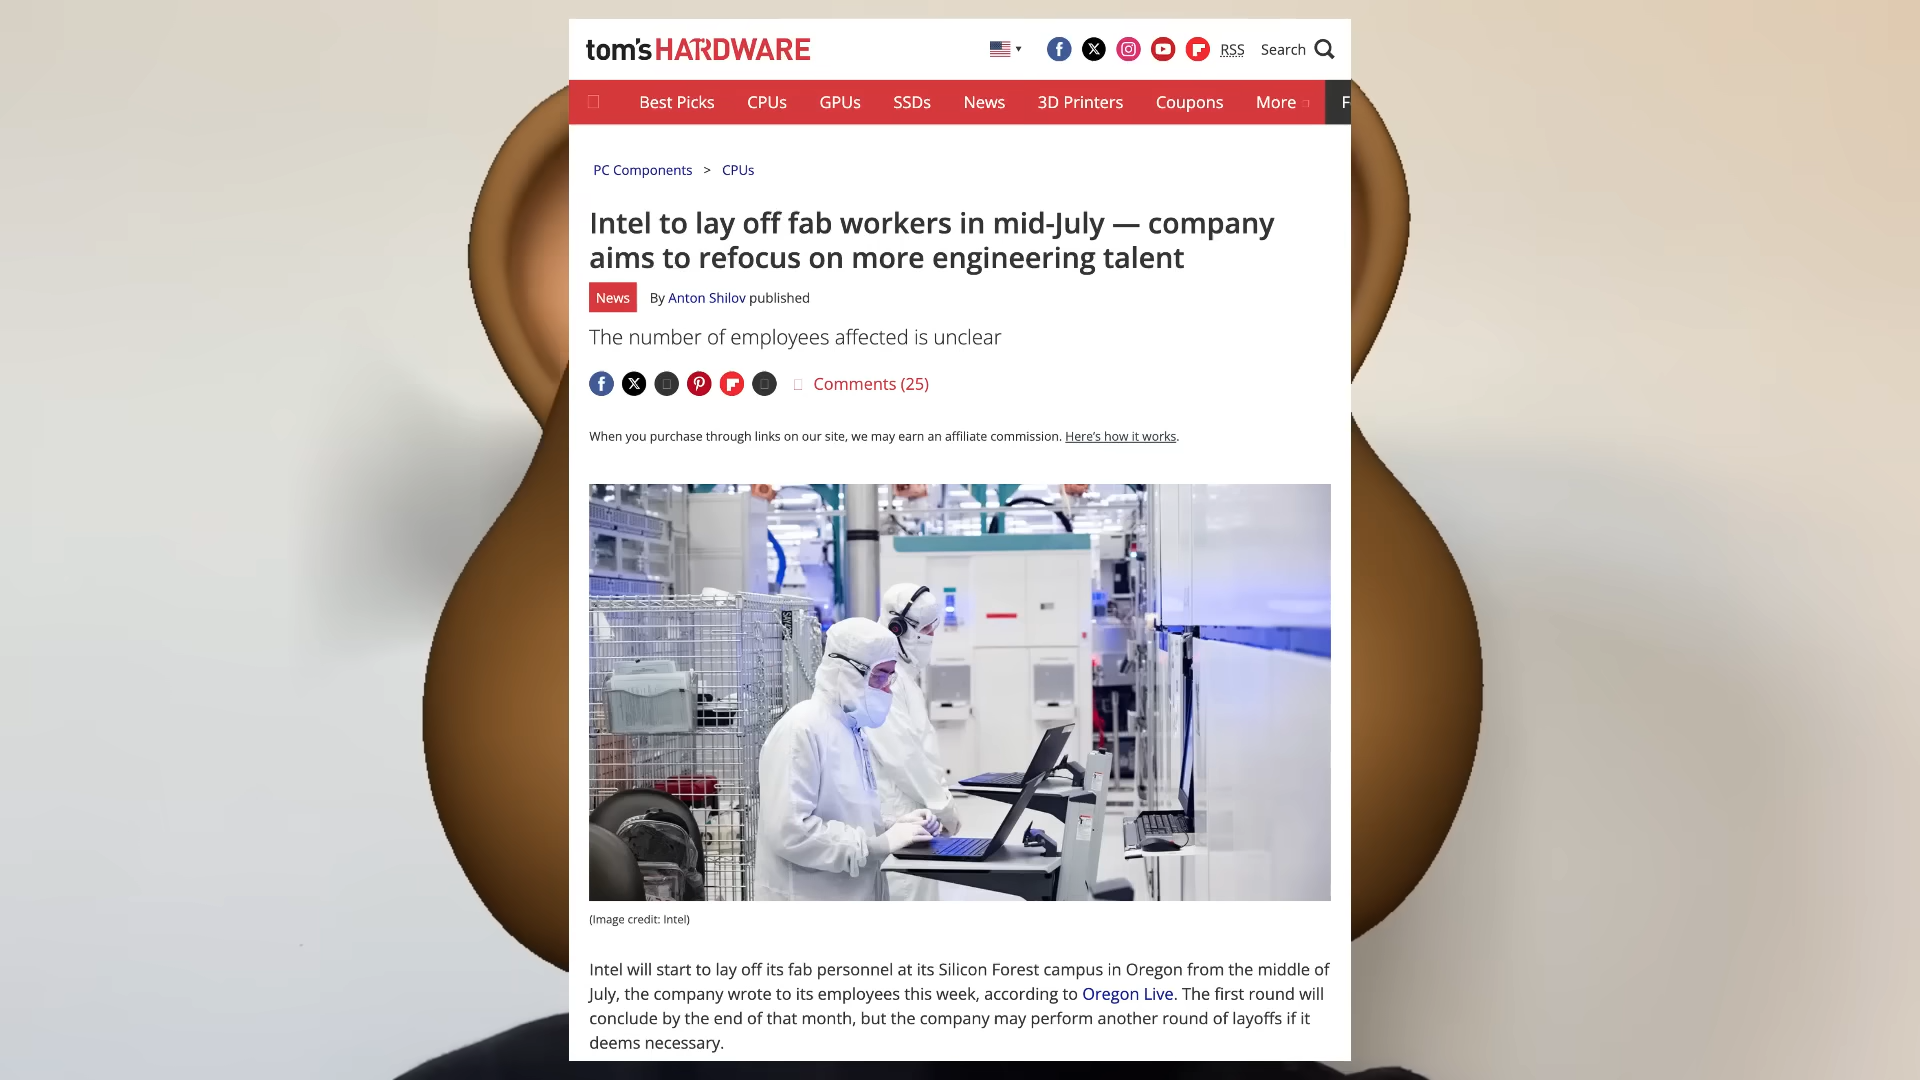 tom's HARDWARE
RSS Search
Best Picks CPUs GPUs SSDs News 3D Printers Coupons More F
PC Components > CPUs
Intel to lay off fab workers in mid-July — company
aims to refocus on more engineering talent
News By Anton Shilov published
The number of employees affected is unclear
Comments (25)
When you purchase through links on our site, we may earn an affiliate commission. Here's how it works.
(Image credit: Intel)
Intel will start to lay off its fab personnel at its Silicon Forest campus in Oregon from the middle of
July, the company wrote to its employees this week, according to Oregon Live. The first round will
conclude by the end of that month, but the company may perform another round of layoffs if it
deems necessary.